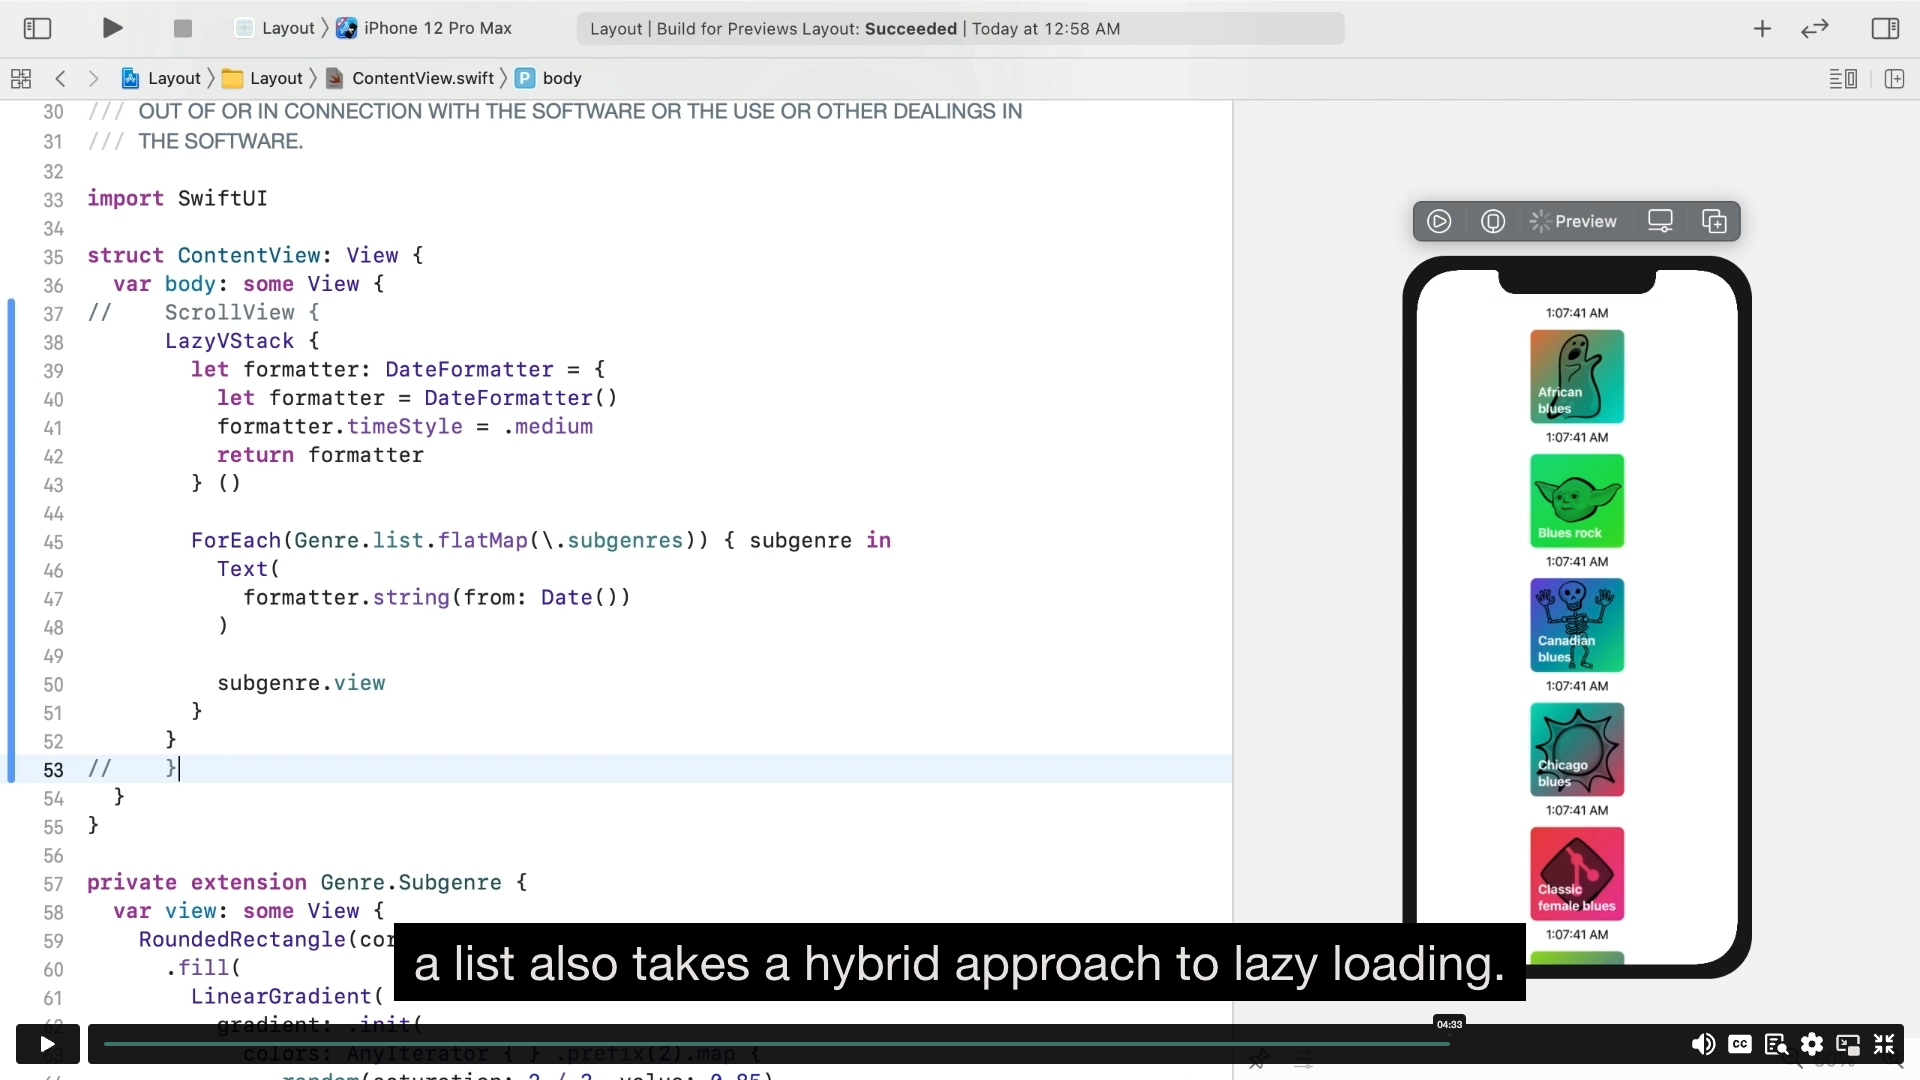 Layout 〉 iPhone 12 Pro Max
Layout | Build for Previews Layout: Succeeded | Today at 12:58 AM
Layout 〉 Layout 〉 ContentView.swift 〉 P body
30 /// OUT OF OR IN CONNECTION WITH THE SOFTWARE OR THE USE OR OTHER DEALINGS IN
31 /// THE SOFTWARE.
32
33 import SwiftUI
34
35 struct ContentView: View {
36 var body: some View {
37 // ScrollView {
38 LazyVStack {
39 let formatter: DateFormatter = {
40 let formatter = DateFormatter()
41 formatter.timeStyle = .medium
42 return formatter
43 } ()
44
45 ForEach(Genre.list.flatMap(\.subgenres)) { subgenre in
46 Text(
47 formatter.string(from: Date())
48 )
49
50 subgenre.view
51 }
52 }
53 // }
54 }
55 }
56
57 private extension Genre.Subgenre {
58 var view: some View {
59 RoundedRectangle(cor
60 .fill(
61 LinearGradient(
62 gradient: .init(
63 colors: AnyIterator { } .prefix(2).map {
random(saturation: 2 / 3, value: 0.85)
Preview
1:07:41 AM
African
blues
1:07:41 AM
Blues rock
1:07:41 AM
Canadian
blues
1:07:41 AM
Chicago
blues
1:07:41 AM
Classic
female blues
1:07:41 AM
a list also takes a hybrid approach to lazy loading.
04:33
CC